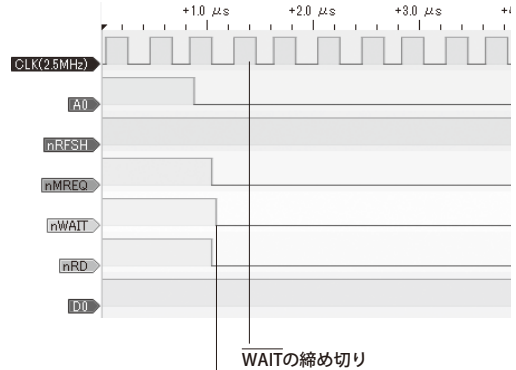 +1.0 μs +2.0 μs +3.0 μs +4
CLK(2.5MHz)
A0
nRFSH
nMREQ
nWAIT
nRD
D0
WAITの締め切り